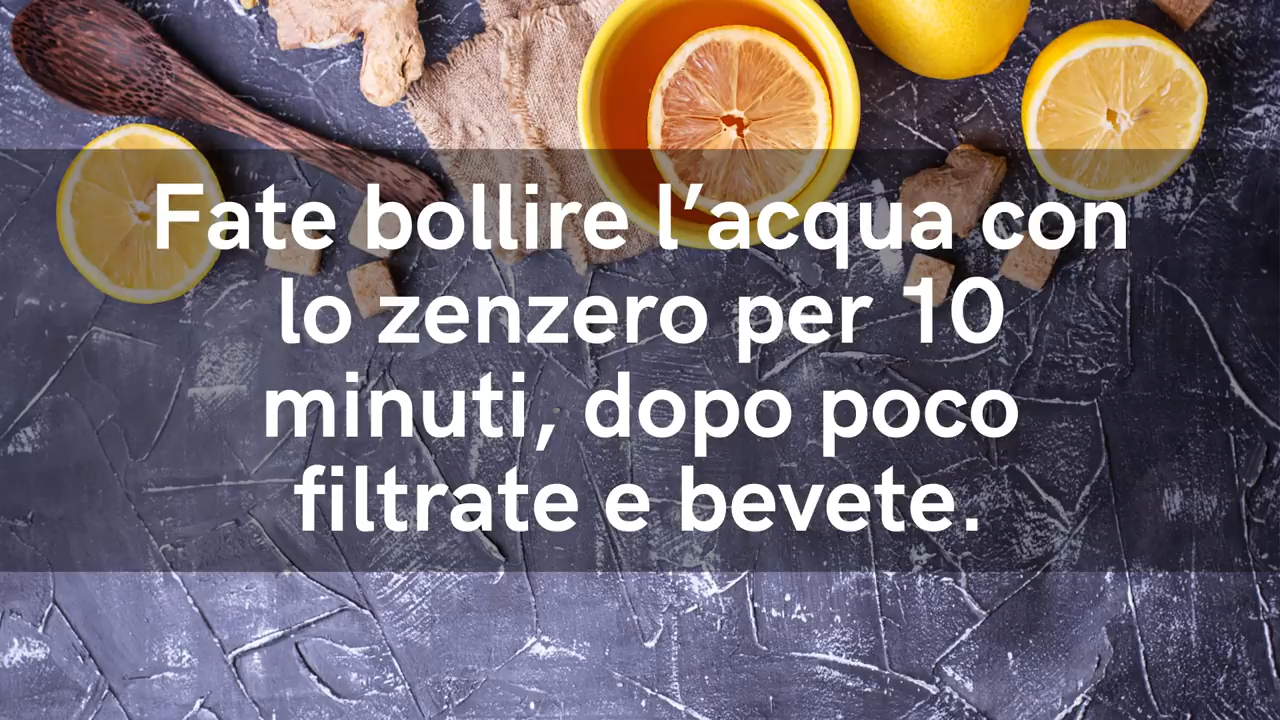 Fate bollire l’acqua con
lo zenzero per 10
minuti, dopo poco
filtrate e bevete.